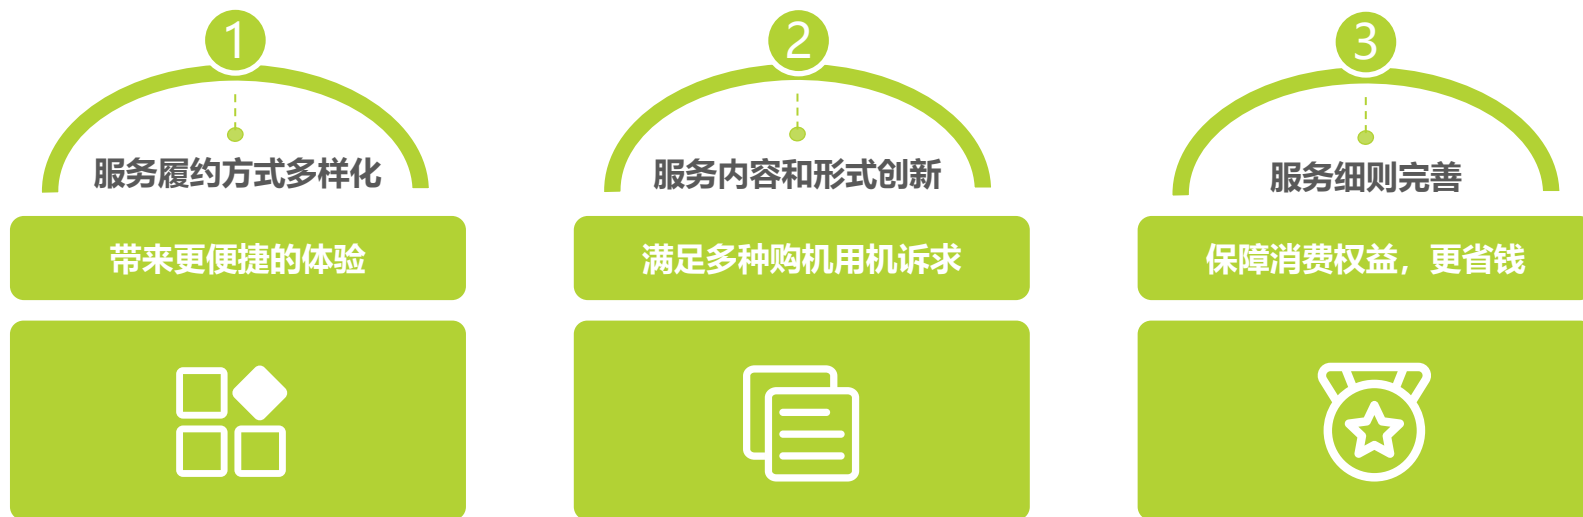 1
服务履约方式多样化
带来更便捷的体验
2
服务内容和形式创新
满足多种购机用机诉求
3
服务细则完善
保障消费权益，更省钱